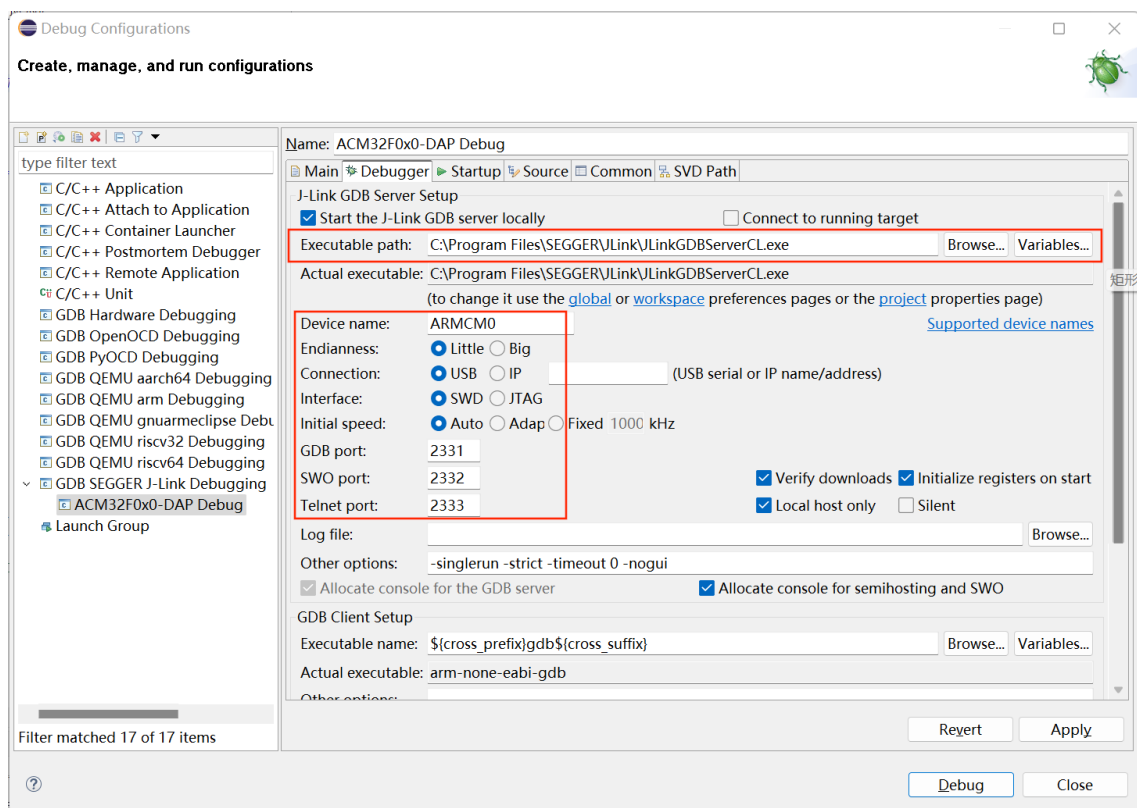 Debug Configurations
Create, manage, and run configurations
type filter text
C/C++ Application
C/C++ Attach to Application
C/C++ Container Launcher
C/C++ Postmortem Debugger
C/C++ Remote Application
C/C++ Unit
GDB Hardware Debugging
GDB OpenOCD Debugging
GDB PyOCD Debugging
GDB QEMU aarch64 Debugging
GDB QEMU arm Debugging
GDB QEMU gnuarmeclipse Debu
GDB QEMU riscv32 Debugging
GDB QEMU riscv64 Debugging
GDB SEGGER J-Link Debugging
ACM32F0x0-DAP Debug
Launch Group
Filter matched 17 of 17 items
Name: ACM32F0x0-DAP Debug
Main Debugger Startup Source Common SVD Path
J-Link GDB Server Setup
Start the J-Link GDB server locally Connect to running target
Executable path: C:\Program Files\SEGGER\JLink\JLinkGDBServerCL.exe Browse... Variables...
Actual executable: C:\Program Files\SEGGER\JLink\JLinkGDBServerCL.exe
矩形
(to change it use the global or workspace preferences pages or the project properties page)
Device name: ARMCM0 Supported device names
Endianness: Little Big
Connection: USB IP (USB serial or IP name/address)
Interface: SWD JTAG
Initial speed: Auto Adap Fixed 1000 kHz
GDB port: 2331
SWO port: 2332 Verify downloads Initialize registers on start
Telnet port: 2333 Local host only Silent
Log file: Browse...
Other options: -singlerun -strict -timeout 0 -nogui
Allocate console for the GDB server Allocate console for semihosting and SWO
GDB Client Setup
Executable name: ${cross_prefix}gdb${cross_suffix} Browse... Variables...
Actual executable: arm-none-eabi-gdb
Other options:
Revert Apply
Debug Close